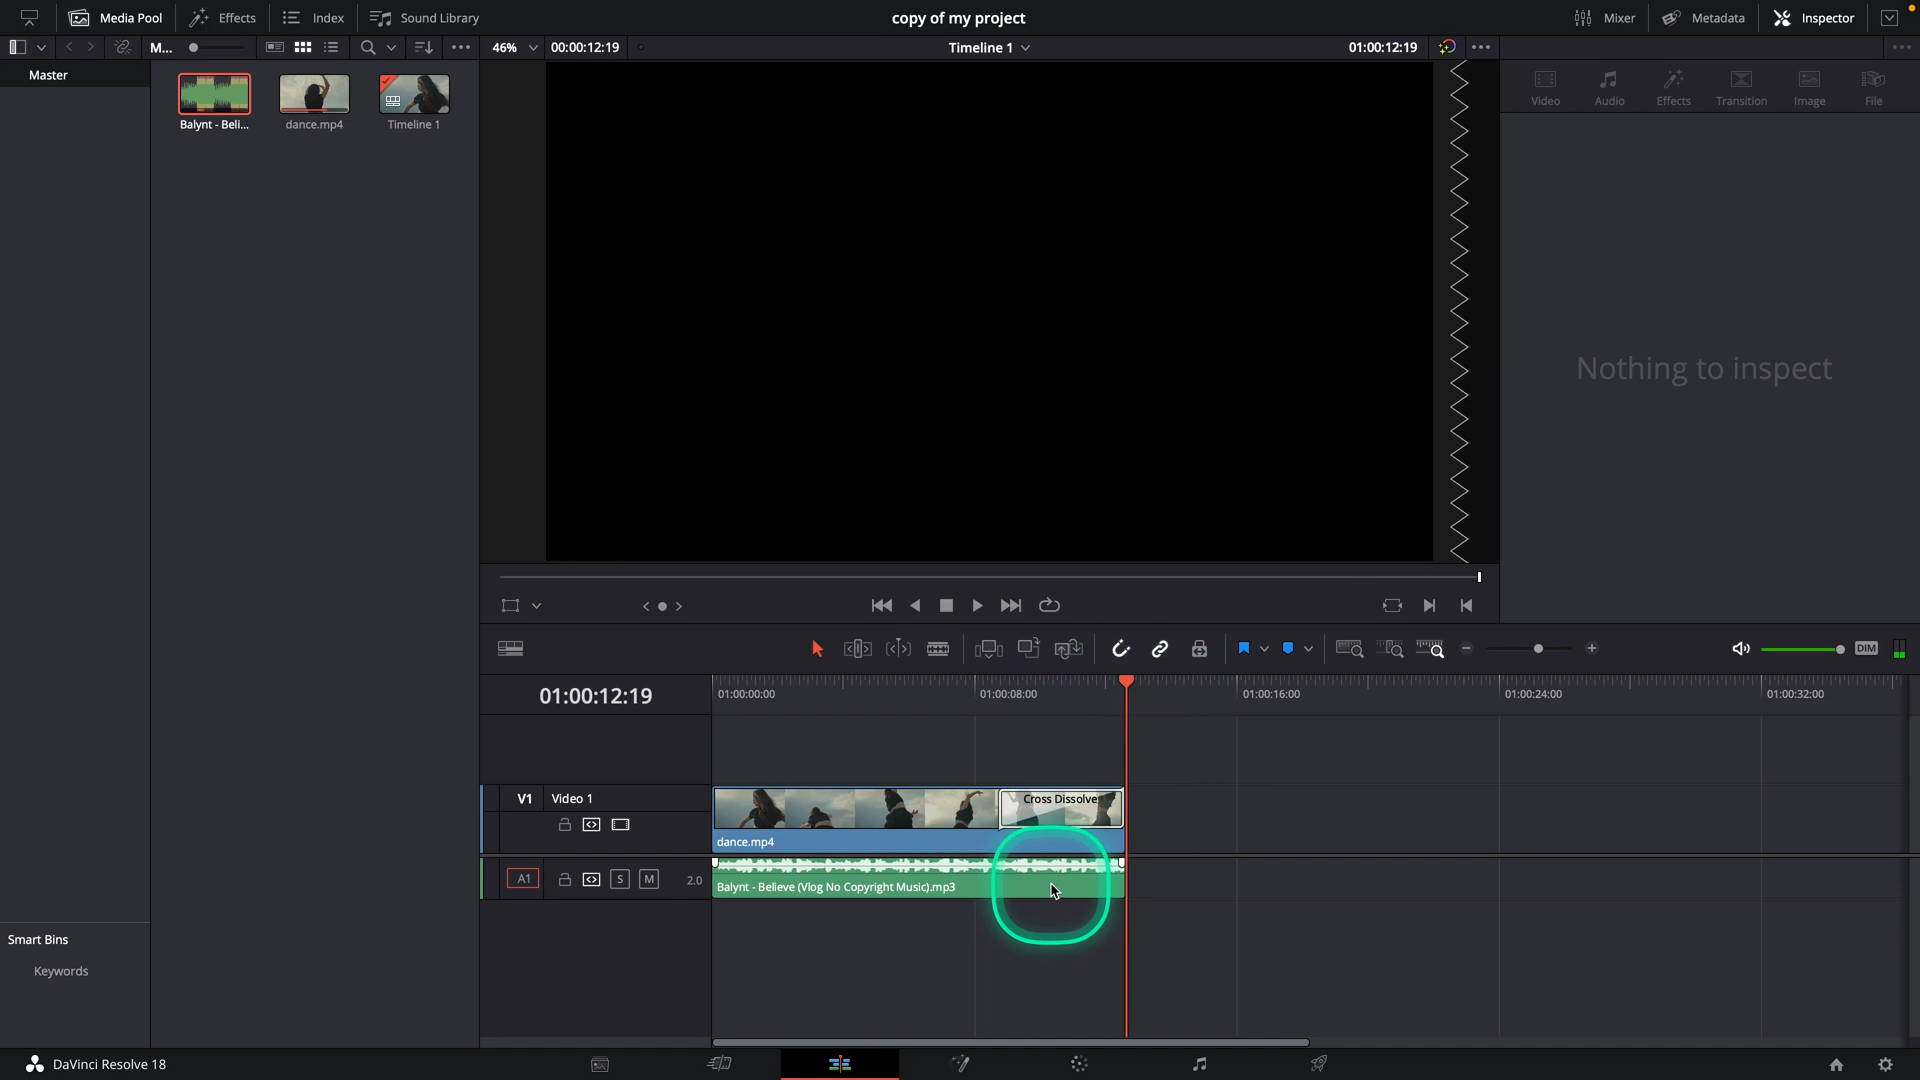 Media Pool Effects Index Sound Library copy of my project Mixer Metadata Inspector
M... 46% 00:00:12:19 Timeline 1 01:00:12:19
Master
Video Audio Effects Transition Image File
Balynt - Beli... dance.mp4 Timeline 1
Nothing to inspect
DIM
01:00:12:19 01:00:00:00 01:00:08:00 01:00:16:00 01:00:24:00 01:00:32:00
V1 Video 1 Cross Dissolve
dance.mp4
A1 S M 2.0 Balynt - Believe (Vlog No Copyright Music).mp3
Smart Bins
Keywords
DaVinci Resolve 18